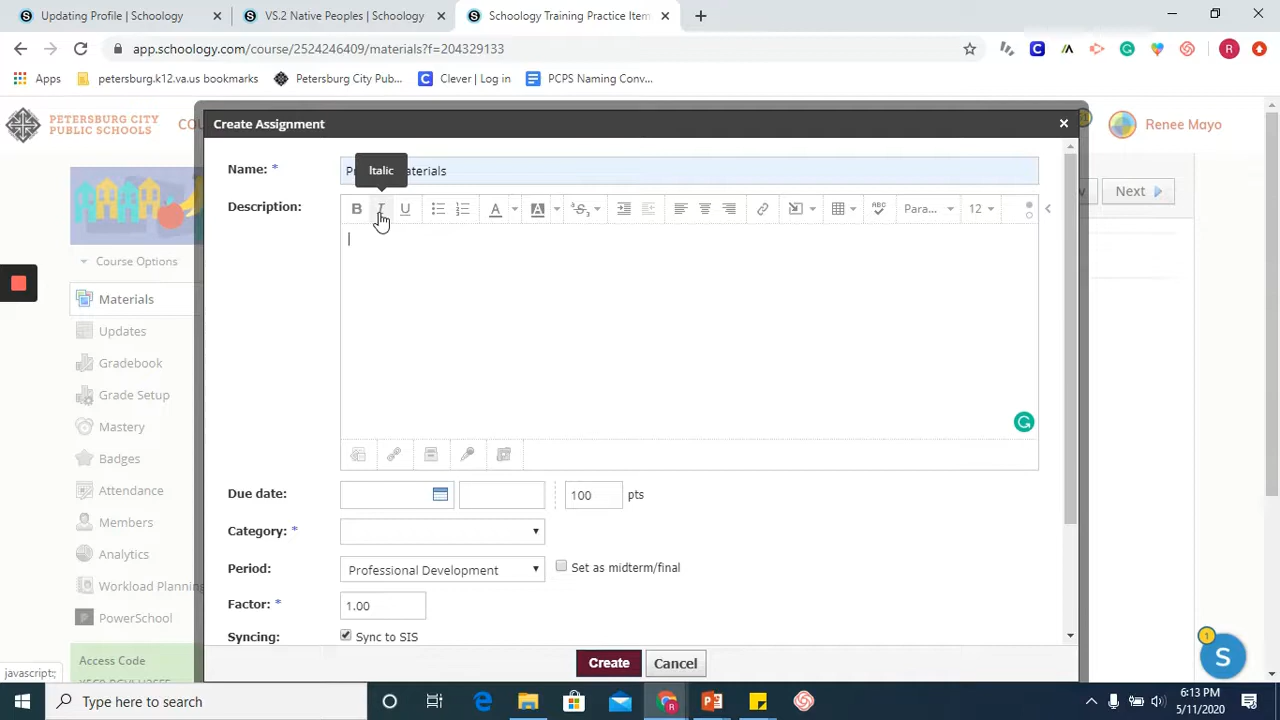 Updating Profile | Schoology
VS.2 Native Peoples | Schoology
Schoology Training Practice Item
app.schoology.com/course/2524246409/materials?f=204329133
Apps
petersburg.k12.va.us bookmarks
Petersburg City Pub...
Clever | Log in
PCPS Naming Conv...
PETERSBURG CITY
PUBLIC SCHOOLS
COU
Renee Mayo
Create Assignment
Next
Name: *
aterials
Italic
Description:
B
U
A
A
S
ABC
Para...
12
Course Options
Materials
Updates
Gradebook
Grade Setup
Mastery
Badges
Attendance
Members
Analytics
Workload Planning
PowerSchool
Access Code
Due date:
100
pts
Category: *
Period:
Professional Development
Set as midterm/final
Factor: *
1.00
Syncing:
Sync to SIS
Create
Cancel
1
S
javascript:;
Type here to search
6:13 PM
5/11/2020